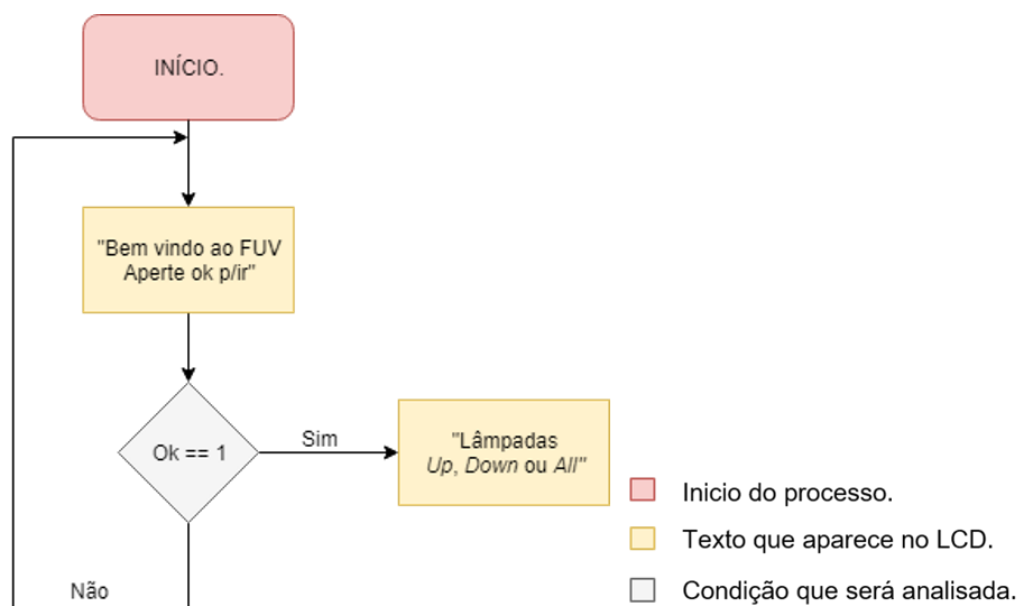 INÍCIO.
"Bem vindo ao FUV
Aperte ok p/ir"
Ok == 1
Sim
"Lâmpadas
Up, Down ou All"
Não
Inicio do processo.
Texto que aparece no LCD.
Condição que será analisada.